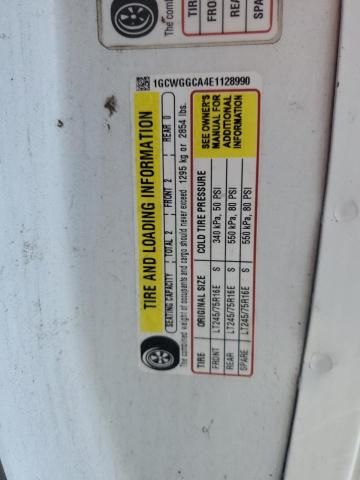 The com
TIRE
FRO
REA
SPA
1GCWGGCA4E1128990
TIRE AND LOADING INFORMATION
SEATING CAPACITY TOTAL 2 FRONT 2 REAR 0
The combined weight of occupants and cargo should never exceed 1295 kg or 2854 lbs.
TIRE ORIGINAL SIZE COLD TIRE PRESSURE
FRONT LT245/75R16E S 340 kPa, 50 PSI
REAR LT245/75R16E S 550 kPa, 80 PSI
SPARE LT245/75R16E S 550 kPa, 80 PSI
SEE OWNER'S
MANUAL FOR
ADDITIONAL
INFORMATION